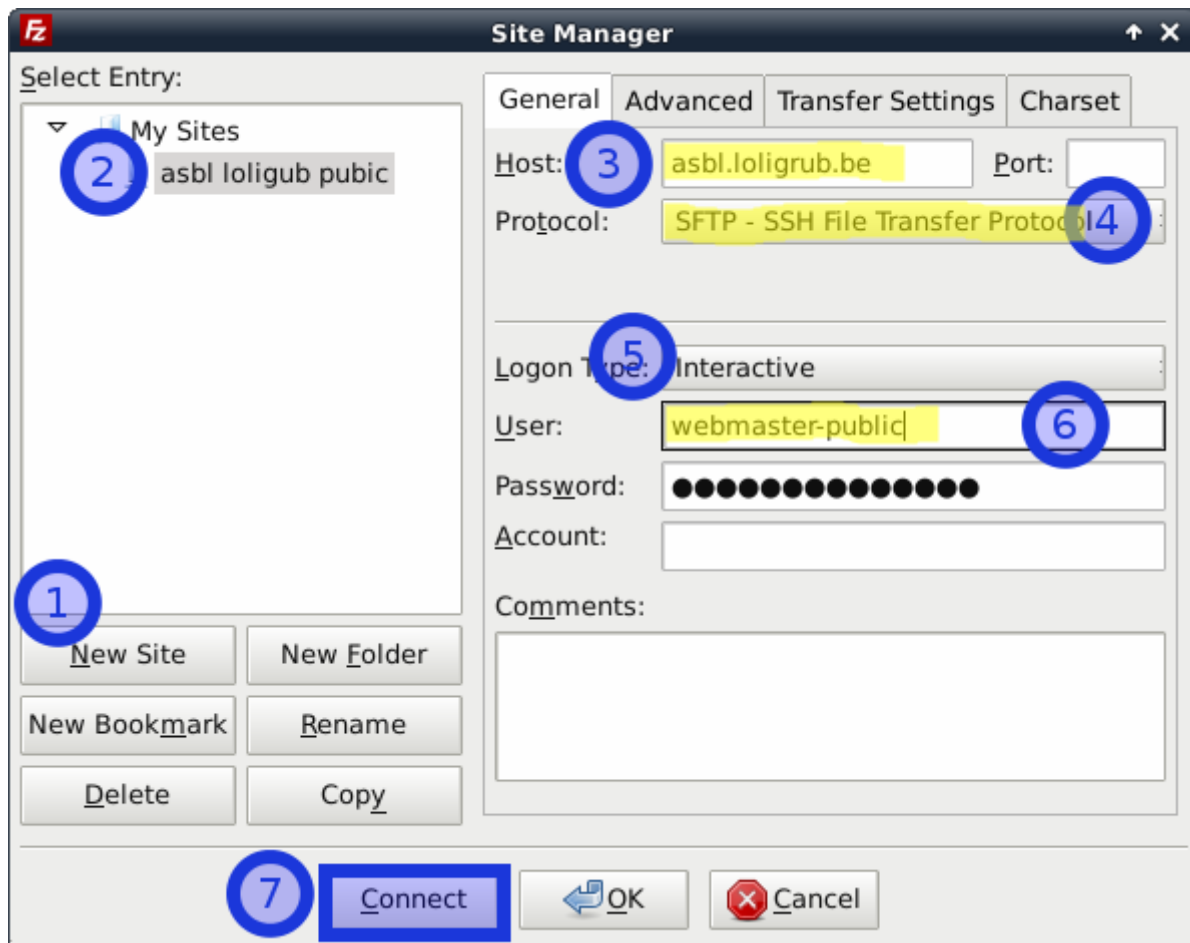 Fz Site Manager
Select Entry:
My Sites
2 asbl loligub pubic
1
New Site New Folder
New Bookmark Rename
Delete Copy
General Advanced Transfer Settings Charset
Host: 3 asbl.loligrub.be Port:
Protocol: SFTP - SSH File Transfer Protocol 4
Logon Type: 5 Interactive
User: webmaster-public 6
Password: ●●●●●●●●●●●●●●
Account:
Comments:
7 Connect OK Cancel